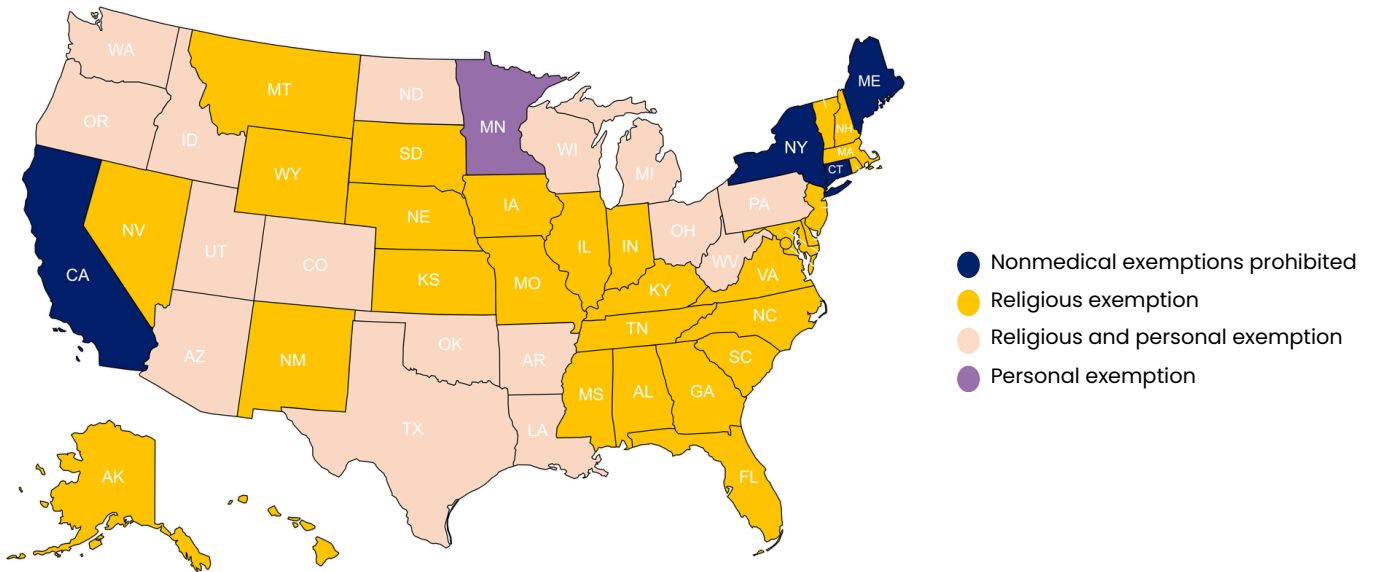 WA
MT
ND
MN
ME
OR
ID
SD
WI
MI
NY
NH
MA
CT
WY
IA
NE
PA
NV
UT
CO
IL
IN
OH
WV
CA
KS
MO
KY
VA
Nonmedical exemptions prohibited
Religious exemption
Religious and personal exemption
Personal exemption
AZ
NM
OK
AR
TN
NC
SC
MS
AL
GA
TX
LA
AK
FL